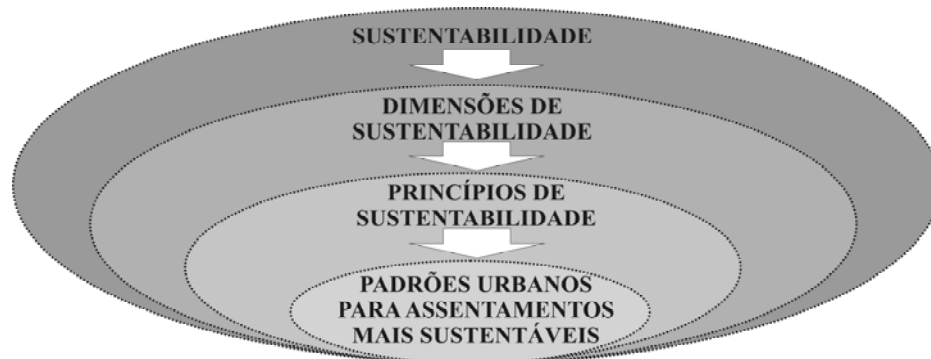 SUSTENTABILIDADE
DIMENSÕES DE
SUSTENTABILIDADE
PRINCÍPIOS DE
SUSTENTABILIDADE
PADRÕES URBANOS
PARA ASSENTAMENTOS
MAIS SUSTENTÁVEIS